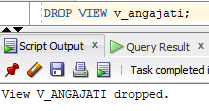 DROP VIEW v_angajati;
Script Output × Query Result ×
Task completed i
View V_ANGAJATI dropped.